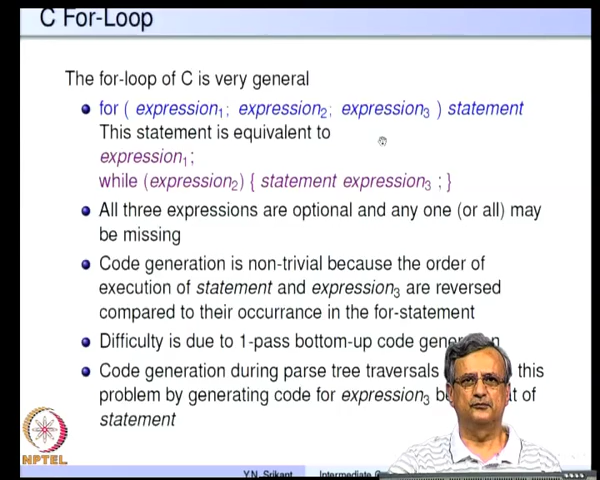 C For-Loop
The for-loop of C is very general
for ( expression₁; expression₂; expression₃ ) statement
This statement is equivalent to
expression₁;
while (expression₂) { statement expression₃ ; }
All three expressions are optional and any one (or all) may
be missing
Code generation is non-trivial because the order of
execution of statement and expression₃ are reversed
compared to their occurrance in the for-statement
Difficulty is due to 1-pass bottom-up code
Code generation during parse tree traversals this
problem by generating code for expression₃ of
statement
NPTEL
Y.N. Srikant Intermediate